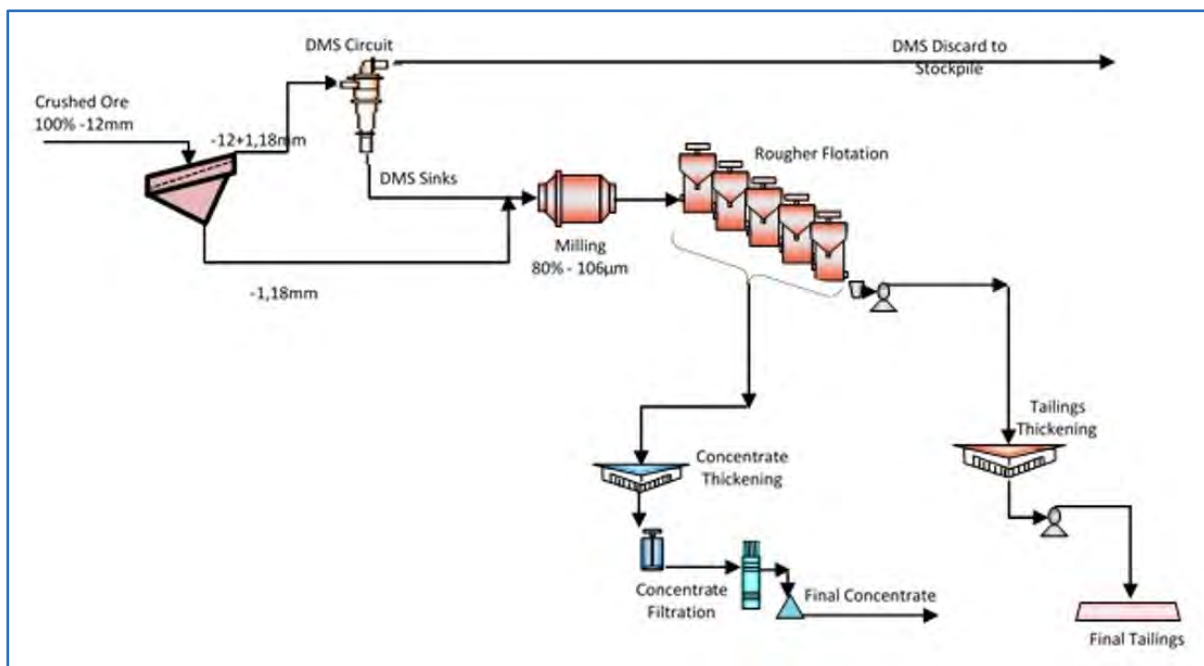 DMS Circuit
DMS Discard to
Stockpile
Crushed Ore
100% -12mm
-12+1,18mm
DMS Sinks
Rougher Flotation
Milling
80% - 106µm
-1,18mm
Tailings
Thickening
Concentrate
Thickening
Concentrate
Filtration
Final Concentrate
Final Tailings